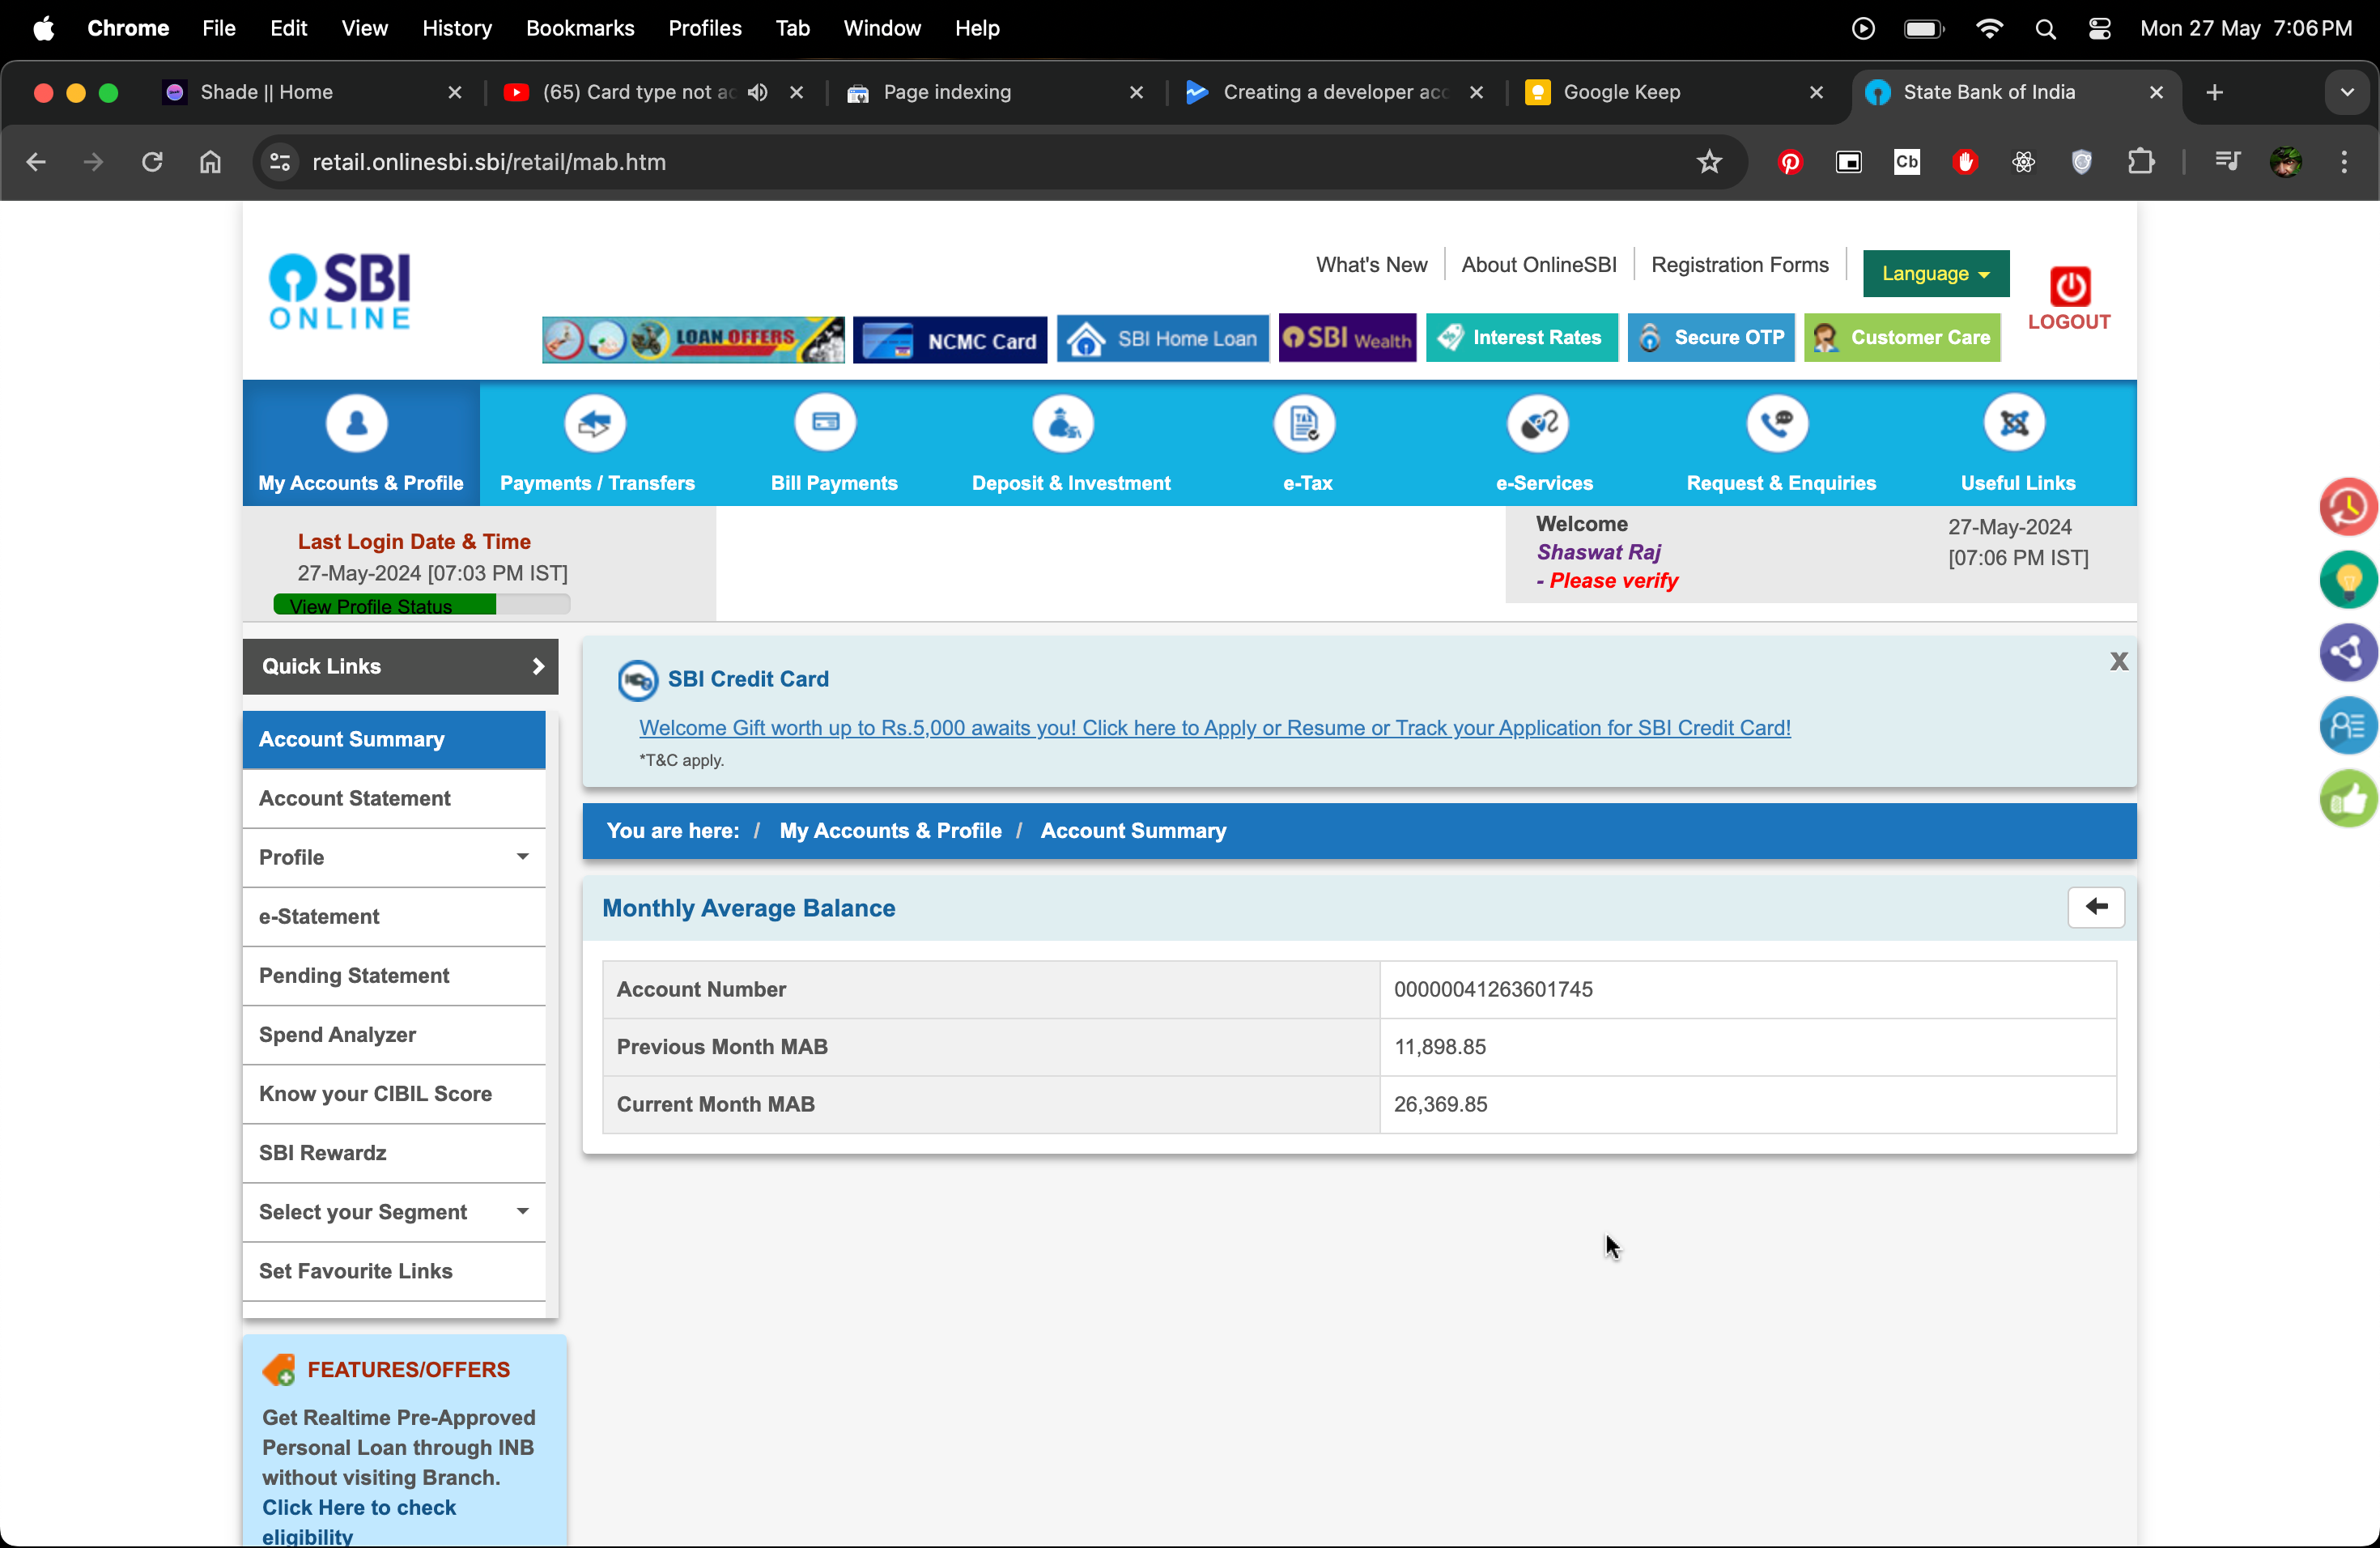 Chrome File Edit View History Bookmarks Profiles Tab Window Help Mon 27 May 7:06 PM
Shade || Home (65) Card type not ac Page indexing Creating a developer acc Google Keep State Bank of India
retail.onlinesbi.sbi/retail/mab.htm Cb
SBI
ONLINE
What's New About OnlineSBI Registration Forms Language
LOGOUT
LOAN OFFERS NCMC Card SBI Home Loan SBI Wealth Interest Rates Secure OTP Customer Care
TAX
My Accounts & Profile Payments / Transfers Bill Payments Deposit & Investment e-Tax e-Services Request & Enquiries Useful Links
Last Login Date & Time
27-May-2024 [07:03 PM IST]
View Profile Status
Welcome
Shaswat Raj
- Please verify
27-May-2024
[07:06 PM IST]
Quick Links
Account Summary
Account Statement
Profile
e-Statement
Pending Statement
Spend Analyzer
Know your CIBIL Score
SBI Rewardz
Select your Segment
Set Favourite Links
FEATURES/OFFERS
Get Realtime Pre-Approved
Personal Loan through INB
without visiting Branch.
Click Here to check
eligibility
SBI Credit Card
X
Welcome Gift worth up to Rs.5,000 awaits you! Click here to Apply or Resume or Track your Application for SBI Credit Card!
*T&C apply.
You are here: / My Accounts & Profile / Account Summary
Monthly Average Balance
Account Number 00000041263601745
Previous Month MAB 11,898.85
Current Month MAB 26,369.85